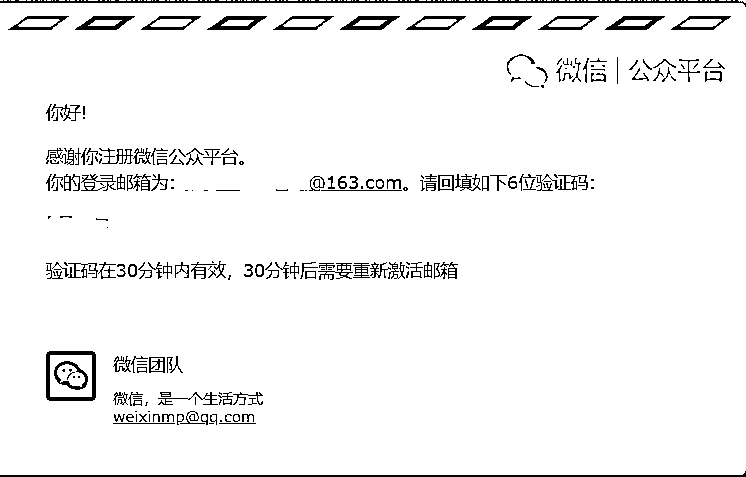 微信 | 公众平台
你好!
感谢你注册微信公众平台。
你的登录邮箱为: @163.com。请回填如下6位验证码:
验证码在30分钟内有效，30分钟后需要重新激活邮箱
微信团队
微信，是一个生活方式
weixinmp@qq.com